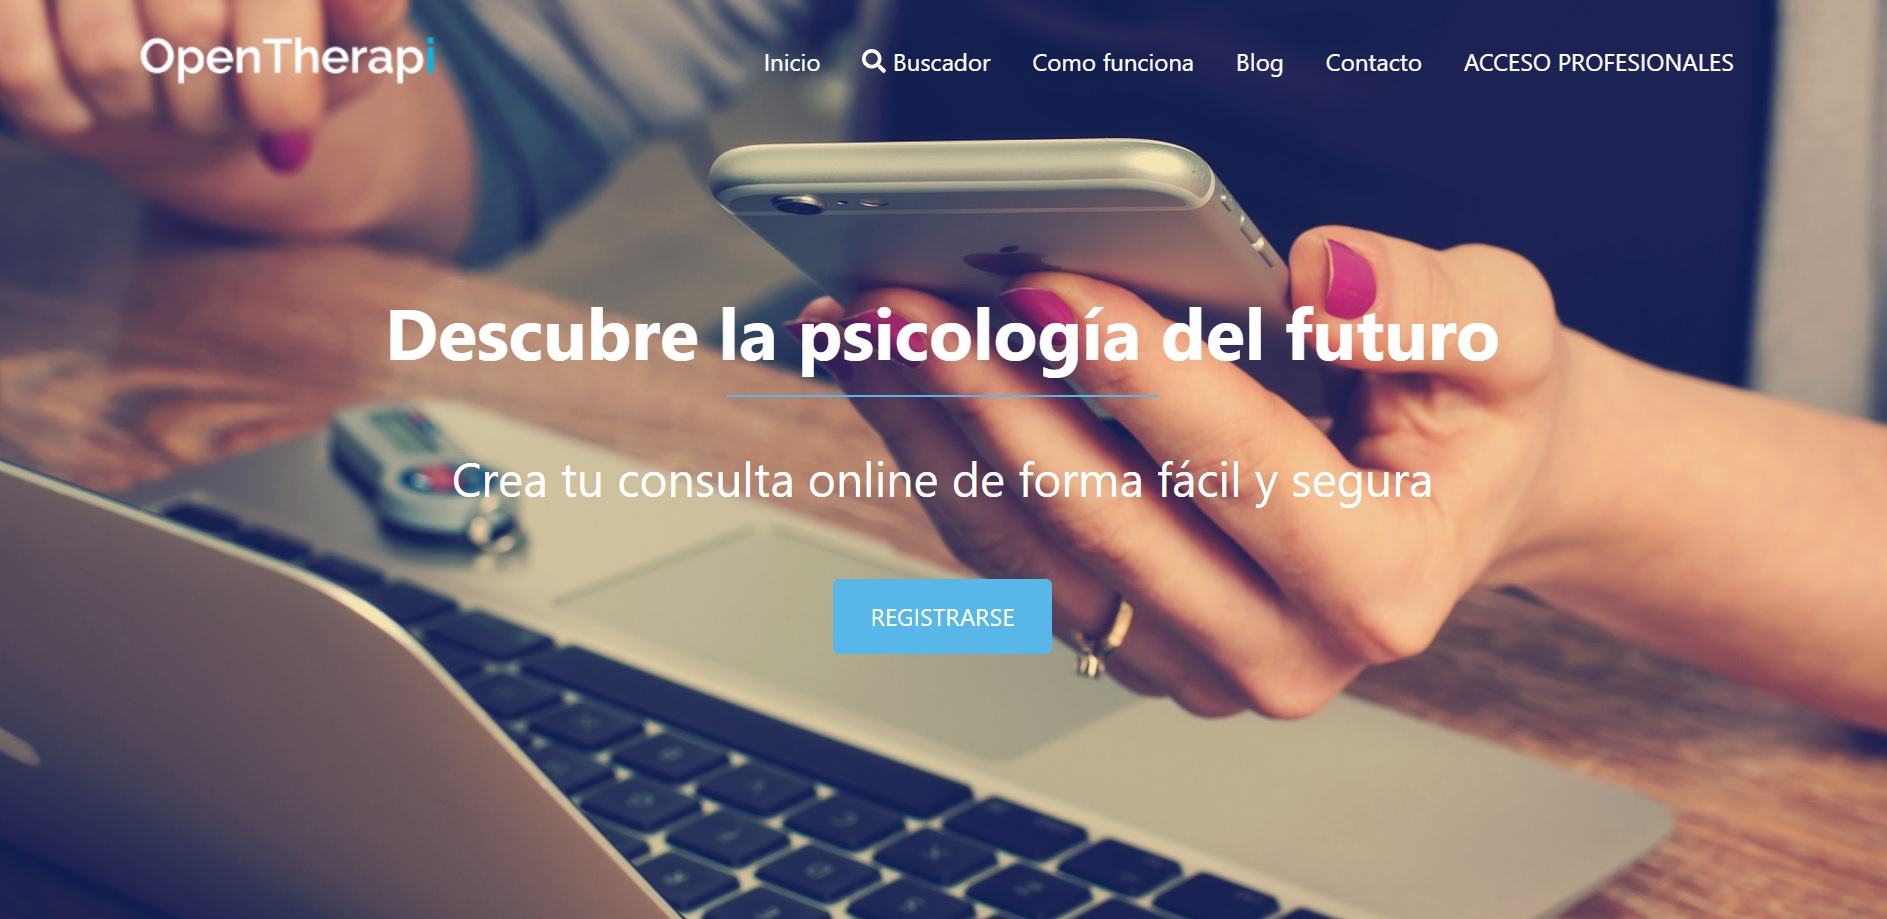 OpenTherapi
Inicio Buscador Como funciona Blog Contacto ACCESO PROFESIONALES
Descubre la psicología del futuro
Crea tu consulta online de forma fácil y segura
REGISTRARSE